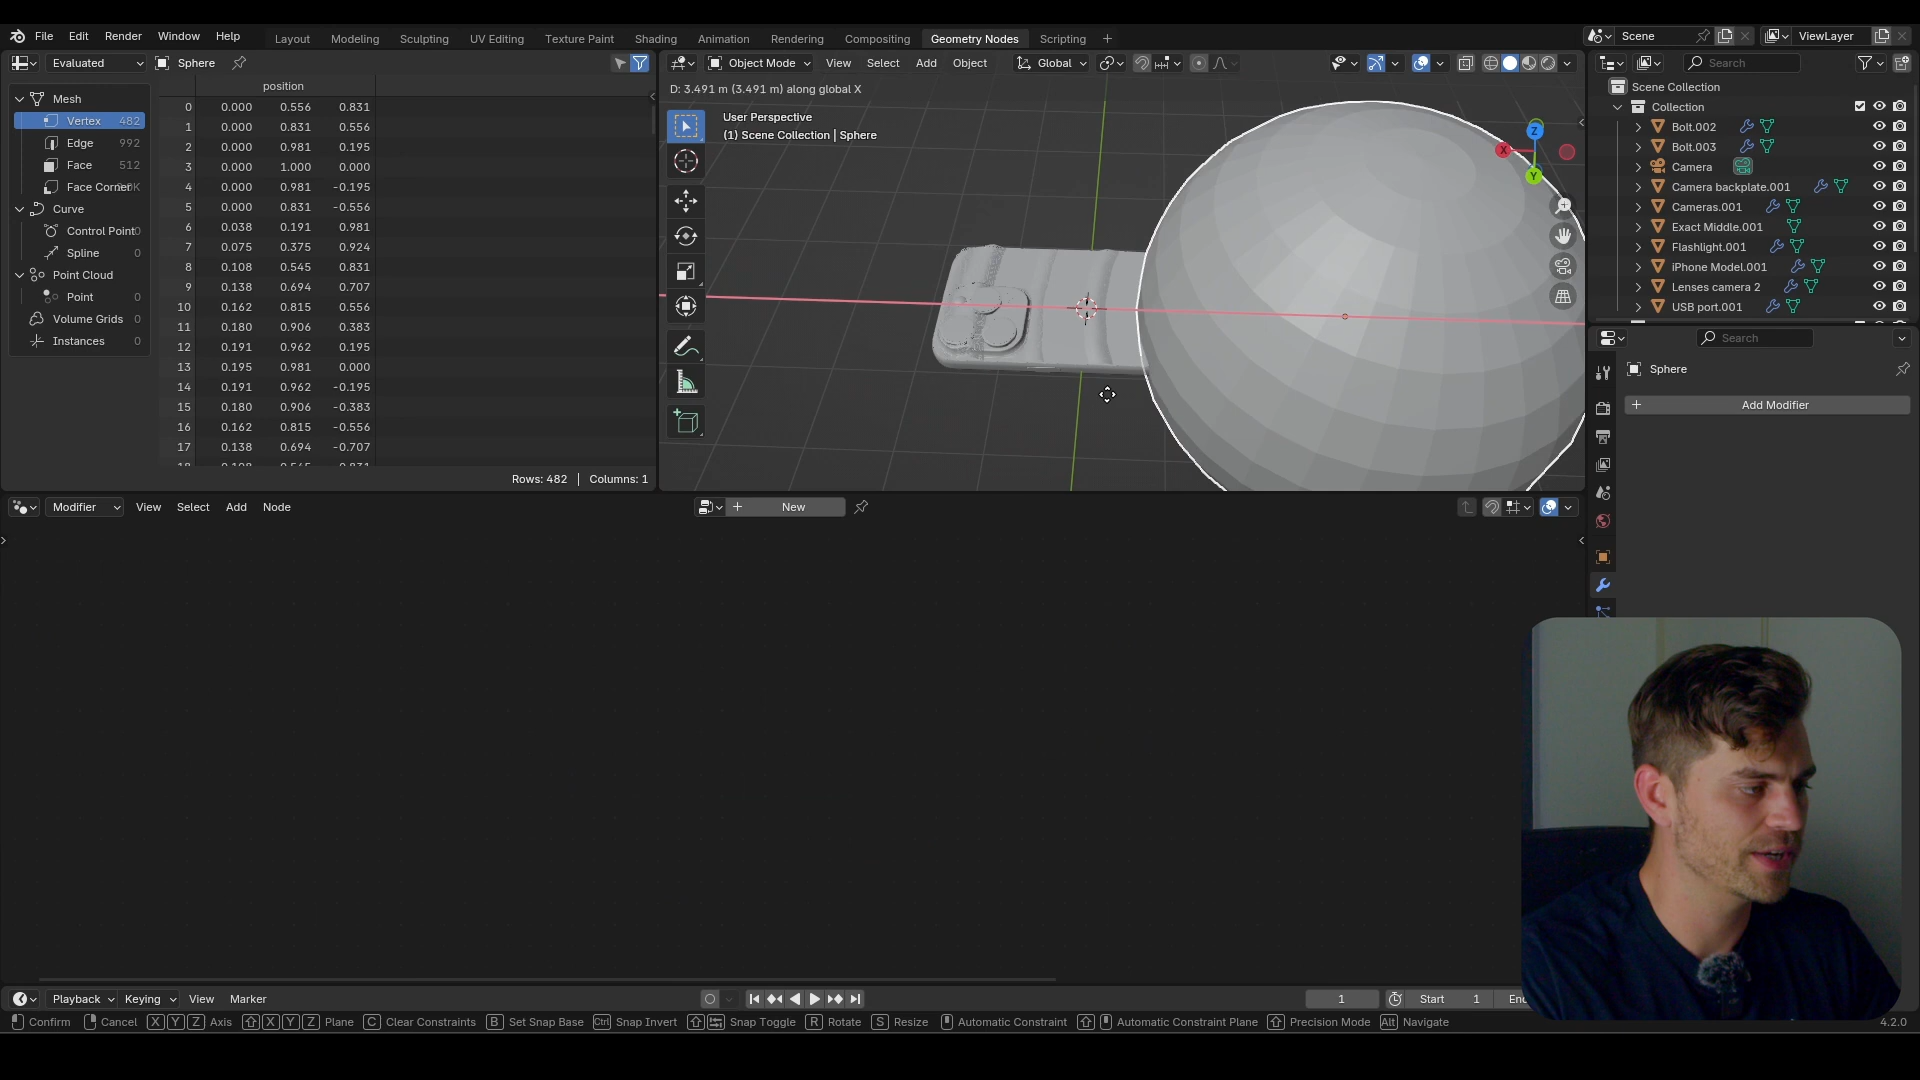 File Edit Render Window Help Layout Modeling Sculpting UV Editing Texture Paint Shading Animation Rendering Compositing Geometry Nodes Scripting + Scene ViewLayer
Evaluated Sphere
Object Mode View Select Add Object Global Search
position
D: 3.491 m (3.491 m) along global X
Mesh
Vertex 482
Edge 992
Face 512
Curve
Control Point 0
Spline 0
Point Cloud
Point 0
Volume Grids 0
Instances 0
0 0.000 0.556 0.831
1 0.000 0.831 0.556
2 0.000 0.981 0.195
3 0.000 1.000 0.000
4 0.000 0.981 -0.195
5 0.000 0.831 -0.556
6 0.038 0.191 0.981
7 0.075 0.375 0.924
8 0.108 0.545 0.831
9 0.138 0.694 0.707
10 0.162 0.815 0.556
11 0.180 0.906 0.383
12 0.191 0.962 0.195
13 0.195 0.981 0.000
14 0.191 0.962 -0.195
15 0.180 0.906 -0.383
16 0.162 0.815 -0.556
17 0.138 0.694 -0.707
Rows: 482 | Columns: 1
User Perspective
(1) Scene Collection | Sphere
Z
X
Y
Scene Collection
Collection
Bolt.002
Bolt.003
Camera
Camera backplate.001
Cameras.001
Exact Middle.001
Flashlight.001
iPhone Model.001
Lenses camera 2
USB port.001
Search
Sphere
+ Add Modifier
Modifier View Select Add Node + New
Playback Keying View Marker 1 Start 1
Confirm Cancel X Y Z Axis X Y Z Plane C Clear Constraints B Set Snap Base Ctrl Snap Invert Snap Toggle R Rotate S Resize Automatic Constraint Automatic Constraint Plane Precision Mode Alt Navigate 4.2.0